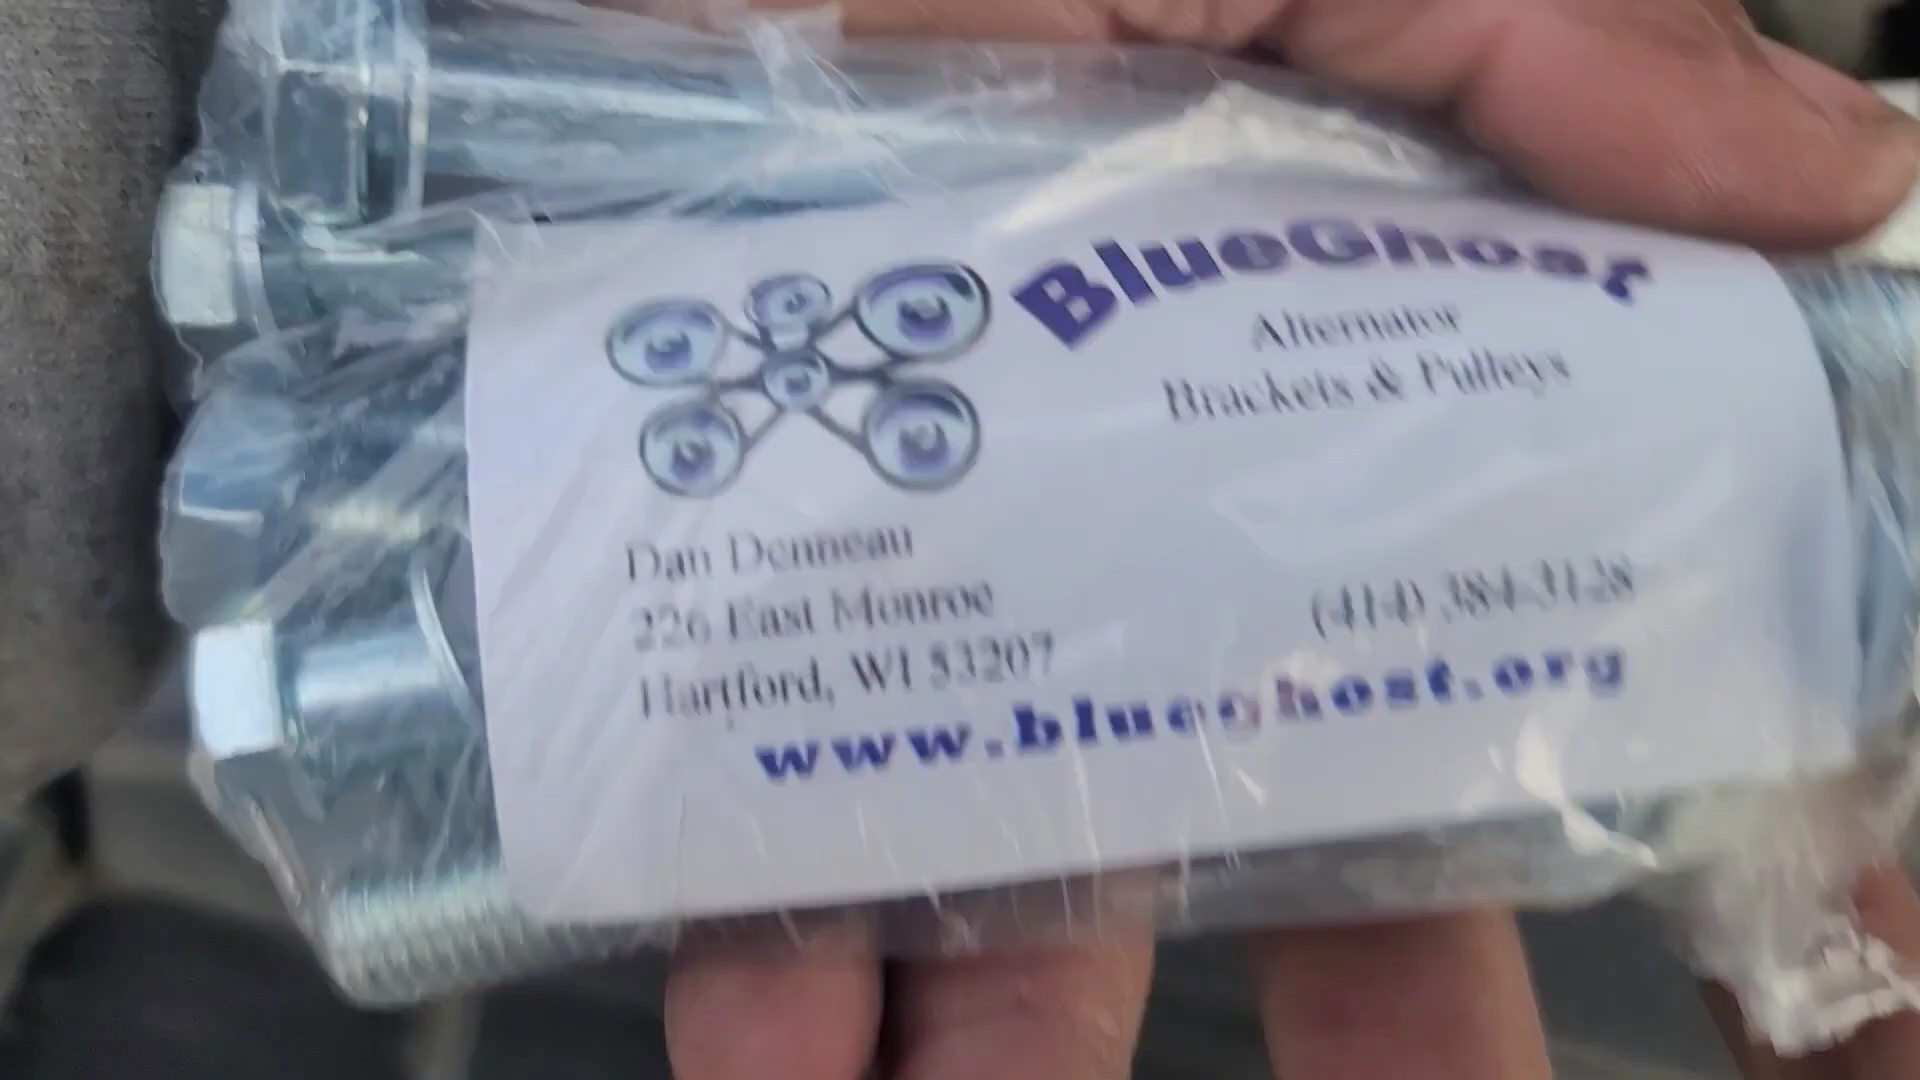 BlueGhost
Alternator
Brackets & Pulleys
Dan Denneau
226 East Monroe
Hartford, WI 53207
(414) 384-3128
www.blueghost.org